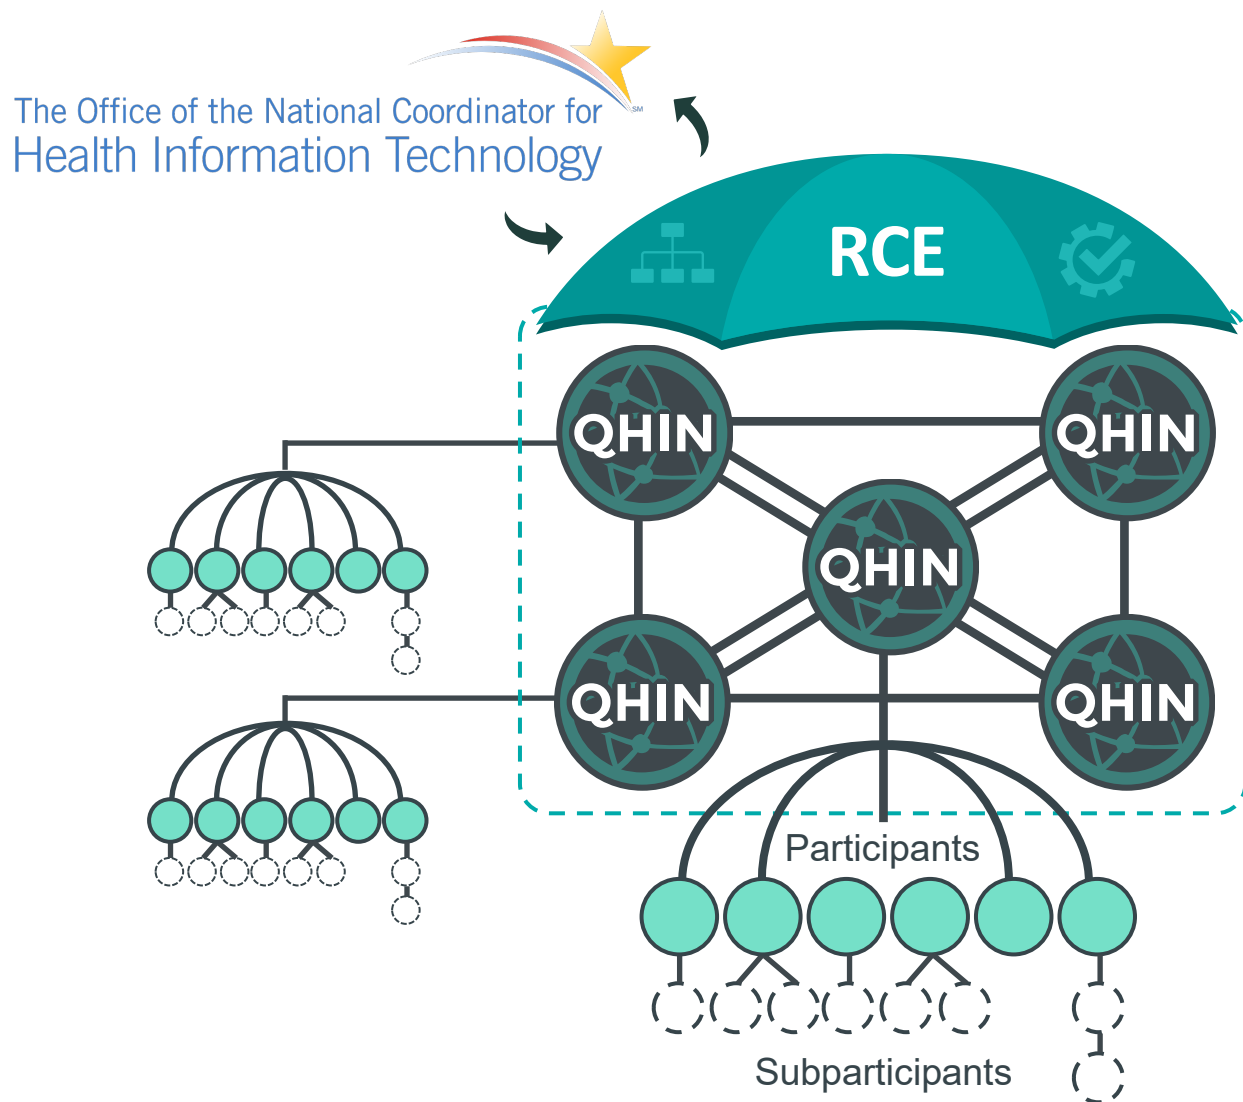 The Office of the National Coordinator for
Health Information Technology
SM
RCE
QHIN
QHIN
QHIN
QHIN
QHIN
Participants
Subparticipants